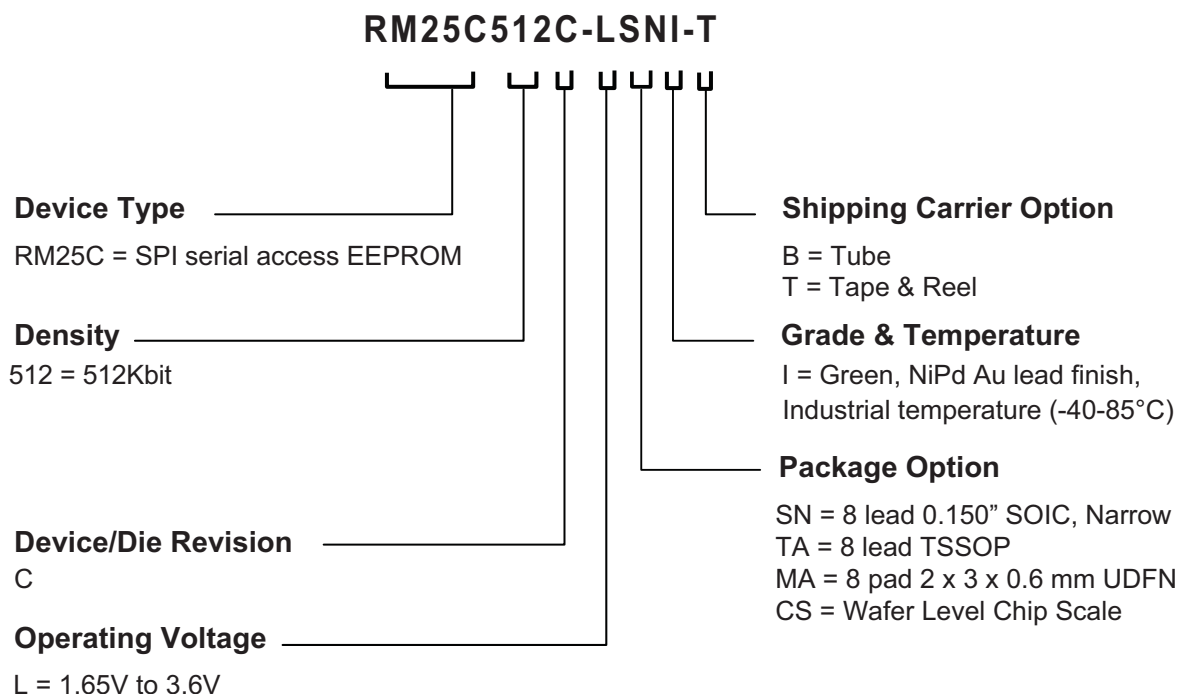 RM25C512C-LSNI-T
Device Type
RM25C = SPI serial access EEPROM
Density
512 = 512Kbit
Device/Die Revision
C
Operating Voltage
L = 1.65V to 3.6V
Shipping Carrier Option
B = Tube
T = Tape & Reel
Grade & Temperature
I = Green, NiPd Au lead finish,
Industrial temperature (-40-85°C)
Package Option
SN = 8 lead 0.150” SOIC, Narrow
TA = 8 lead TSSOP
MA = 8 pad 2 x 3 x 0.6 mm UDFN
CS = Wafer Level Chip Scale